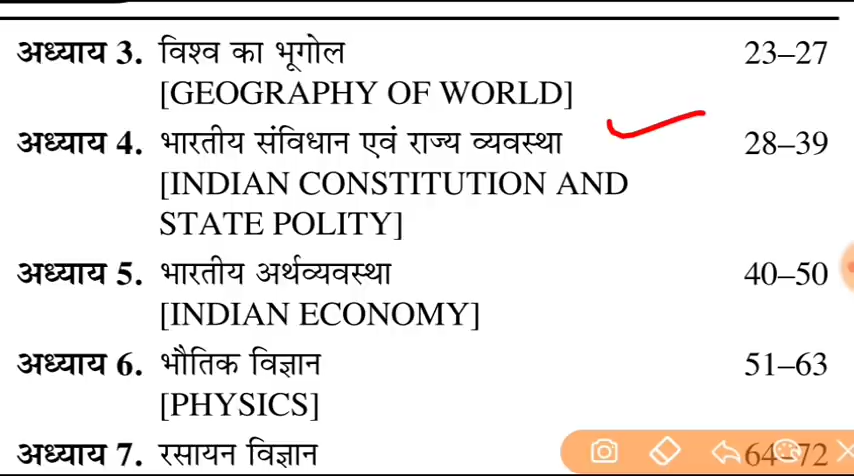 अध्याय 3. विश्व का भूगोल 23–27
[GEOGRAPHY OF WORLD]
अध्याय 4. भारतीय संविधान एवं राज्य व्यवस्था 28–39
[INDIAN CONSTITUTION AND
STATE POLITY]
अध्याय 5. भारतीय अर्थव्यवस्था 40–50
[INDIAN ECONOMY]
अध्याय 6. भौतिक विज्ञान 51–63
[PHYSICS]
अध्याय 7. रसायन विज्ञान 64–72